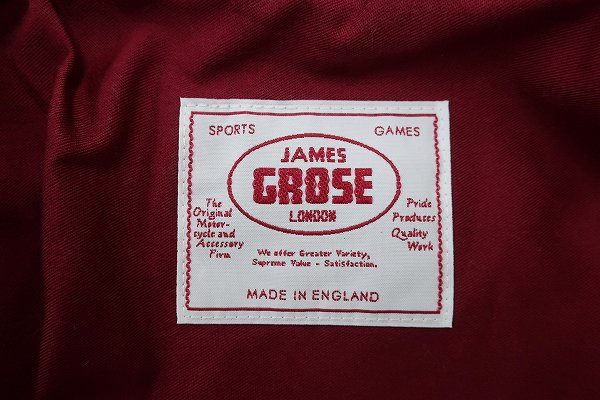 SPORTS GAMES
JAMES
GROSE
LONDON
The
Original
Motor-
cycle and
Accessory
Firm
Pride
Produces
Quality
Work
We offer Greater Variety,
Supreme Value - Satisfaction.
MADE IN ENGLAND